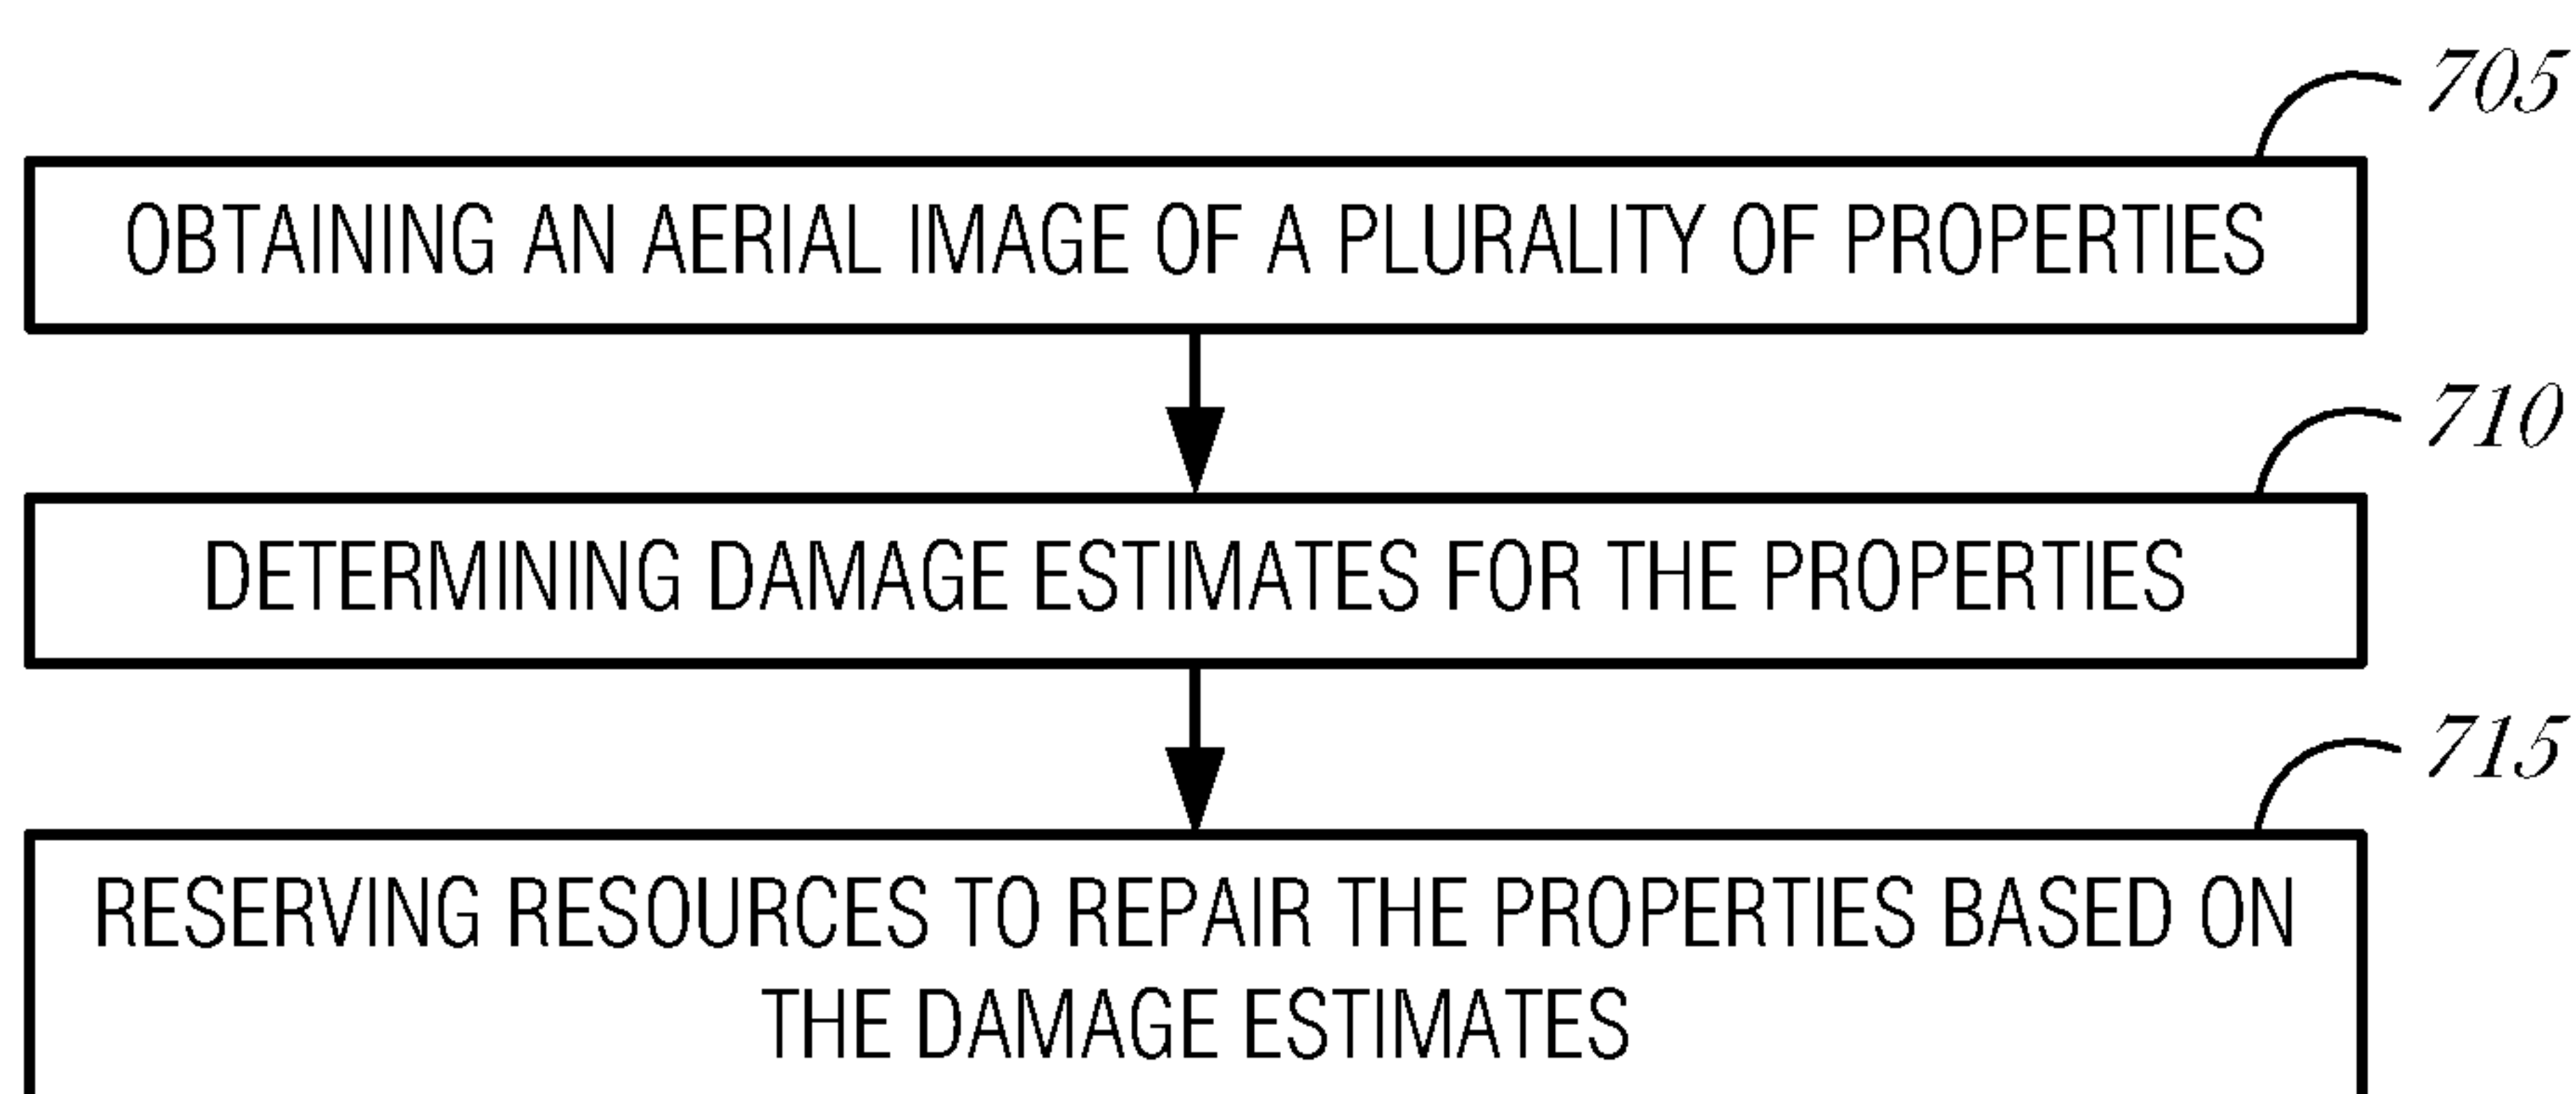 705
OBTAINING AN AERIAL IMAGE OF A PLURALITY OF PROPERTIES
710
DETERMINING DAMAGE ESTIMATES FOR THE PROPERTIES
715
RESERVING RESOURCES TO REPAIR THE PROPERTIES BASED ON
THE DAMAGE ESTIMATES